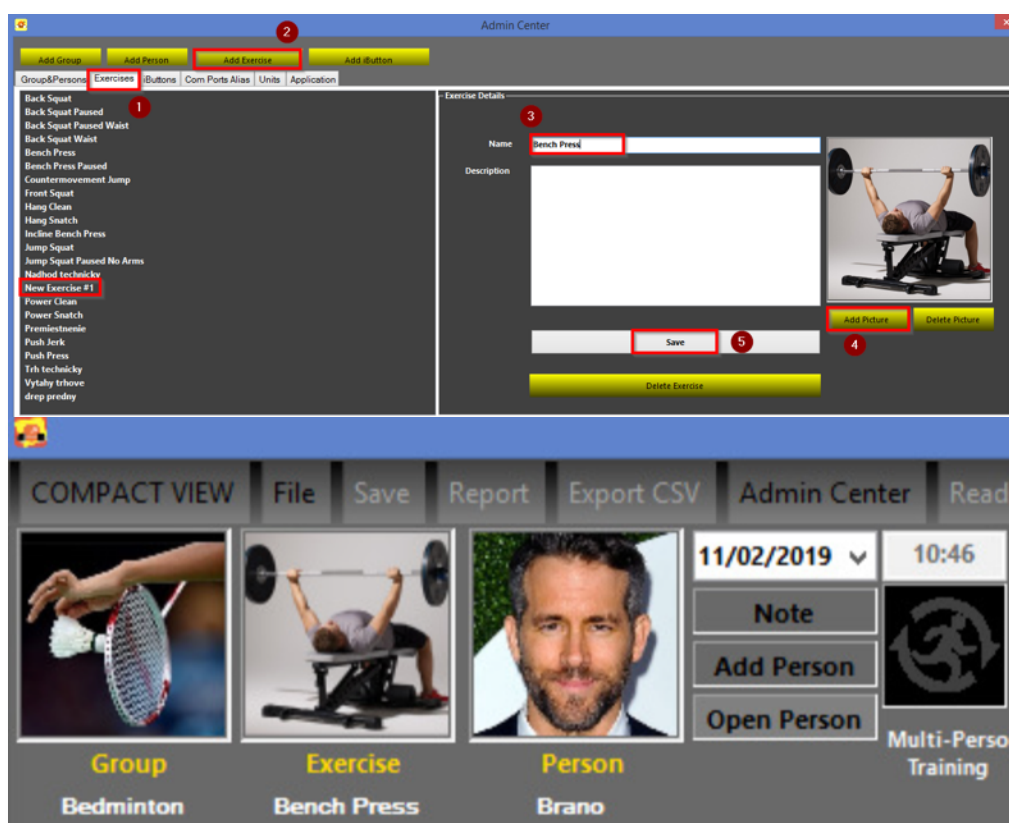 Admin Center
2
Add Group
Add Person
Add Exercise
Add iButton
Group&Persons
Exercises
iButtons
Com Ports Alias
Units
Application
1
Back Squat
Back Squat Paused
Back Squat Paused Waist
Back Squat Waist
Bench Press
Bench Press Paused
Countermovement Jump
Front Squat
Hang Clean
Hang Snatch
Incline Bench Press
Jump Squat
Jump Squat Paused No Arms
Nadhod technicky
New Exercise #1
Power Clean
Power Snatch
Premiestnenie
Push Jerk
Push Press
Trh technicky
Vytahy trhove
drep predny
Exercise Details
3
Name
Bench Press
Description
Add Picture
Delete Picture
4
Save
5
Delete Exercise
COMPACT VIEW
File
Save
Report
Export CSV
Admin Center
Read
11/02/2019
10:46
Note
Add Person
Open Person
Multi-Perso
Training
Group
Exercise
Person
Bedminton
Bench Press
Brano